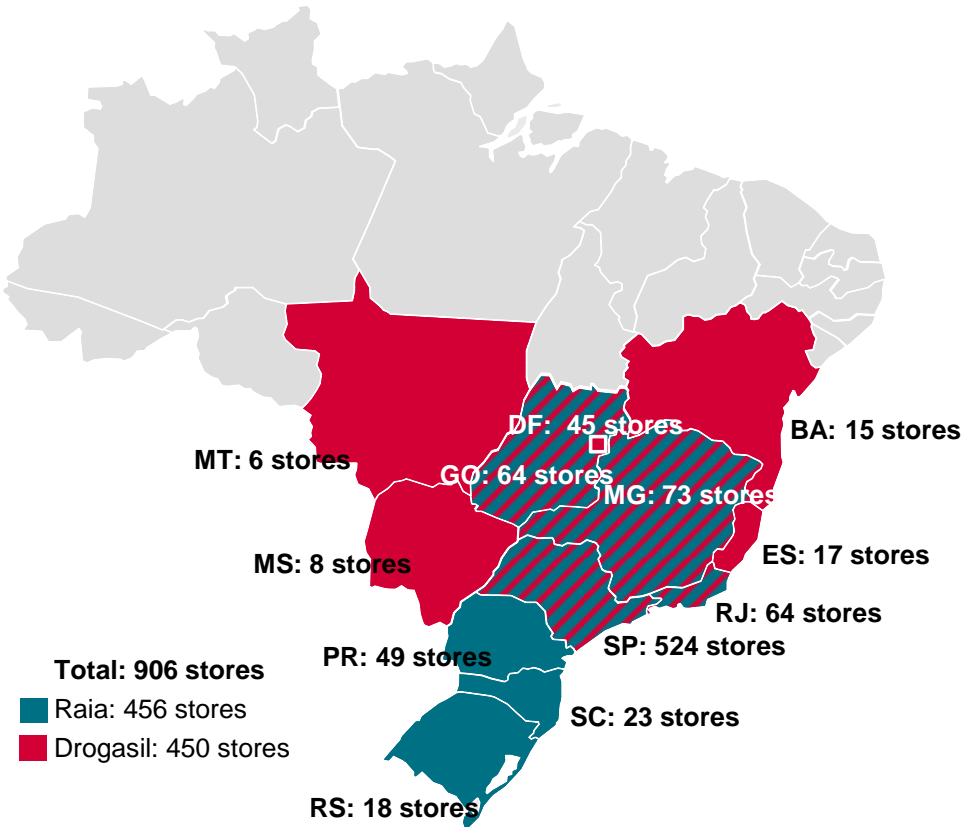 DF: 45 stores
BA: 15 stores
MT: 6 stores
GO: 64 stores
MG: 73 stores
ES: 17 stores
MS: 8 stores
RJ: 64 stores
SP: 524 stores
PR: 49 stores
Total: 906 stores
Raia: 456 stores
SC: 23 stores
Drogasil: 450 stores
RS: 18 stores